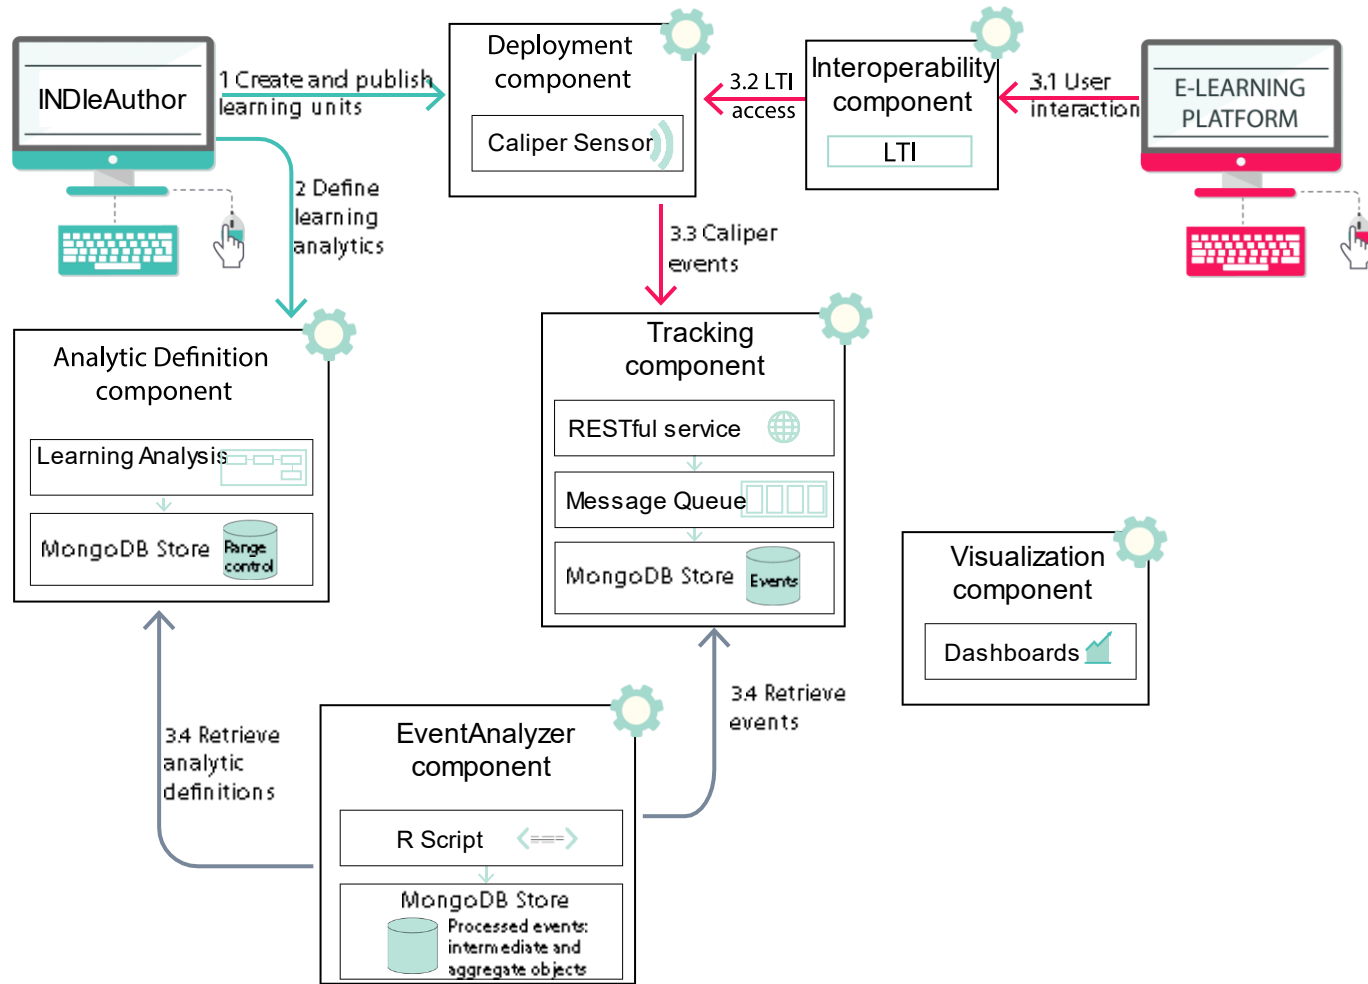 INDIeAuthor
1 Create and publish
learning units
Deployment
component
Caliper Sensor
3.2 LTI
access
Interoperability
component
LTI
3.1 User
interaction
E-LEARNING
PLATFORM
2 Define
learning
analytics
3.3 Caliper
events
Analytic Definition
component
Learning Analysis
MongoDB Store
Range
control
Tracking
component
RESTful service
Message Queue
MongoDB Store
Events
Visualization
component
Dashboards
3.4 Retrieve
analytic
definitions
3.4 Retrieve
events
EventAnalyzer
component
R Script
MongoDB Store
Processed events:
intermediate and
aggregate objects